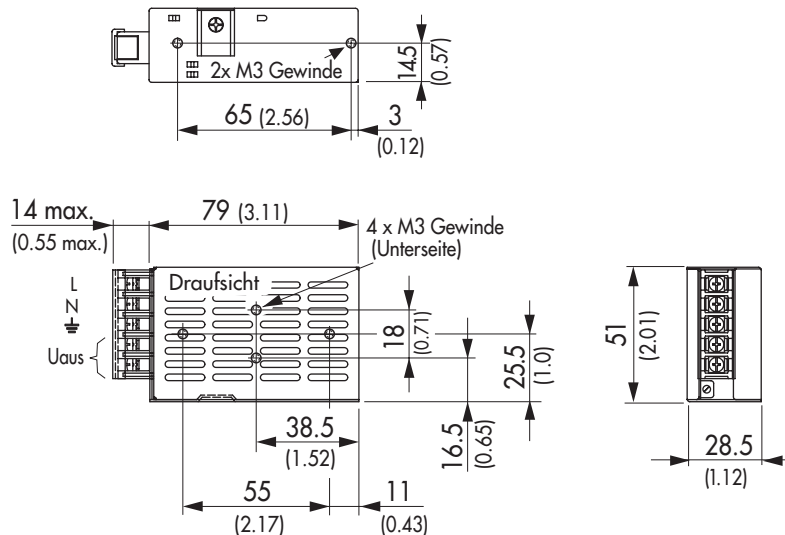 2x M3 Gewinde
14.5
(0.57)
65 (2.56)
3
(0.12)
14 max.
(0.55 max.)
79 (3.11)
4 x M3 Gewinde
(Unterseite)
Draufsicht
L
N
Uaus
18
(0.71)
25.5
(1.0)
16.5
(0.65)
38.5
(1.52)
55
(2.17)
11
(0.43)
51
(2.01)
28.5
(1.12)